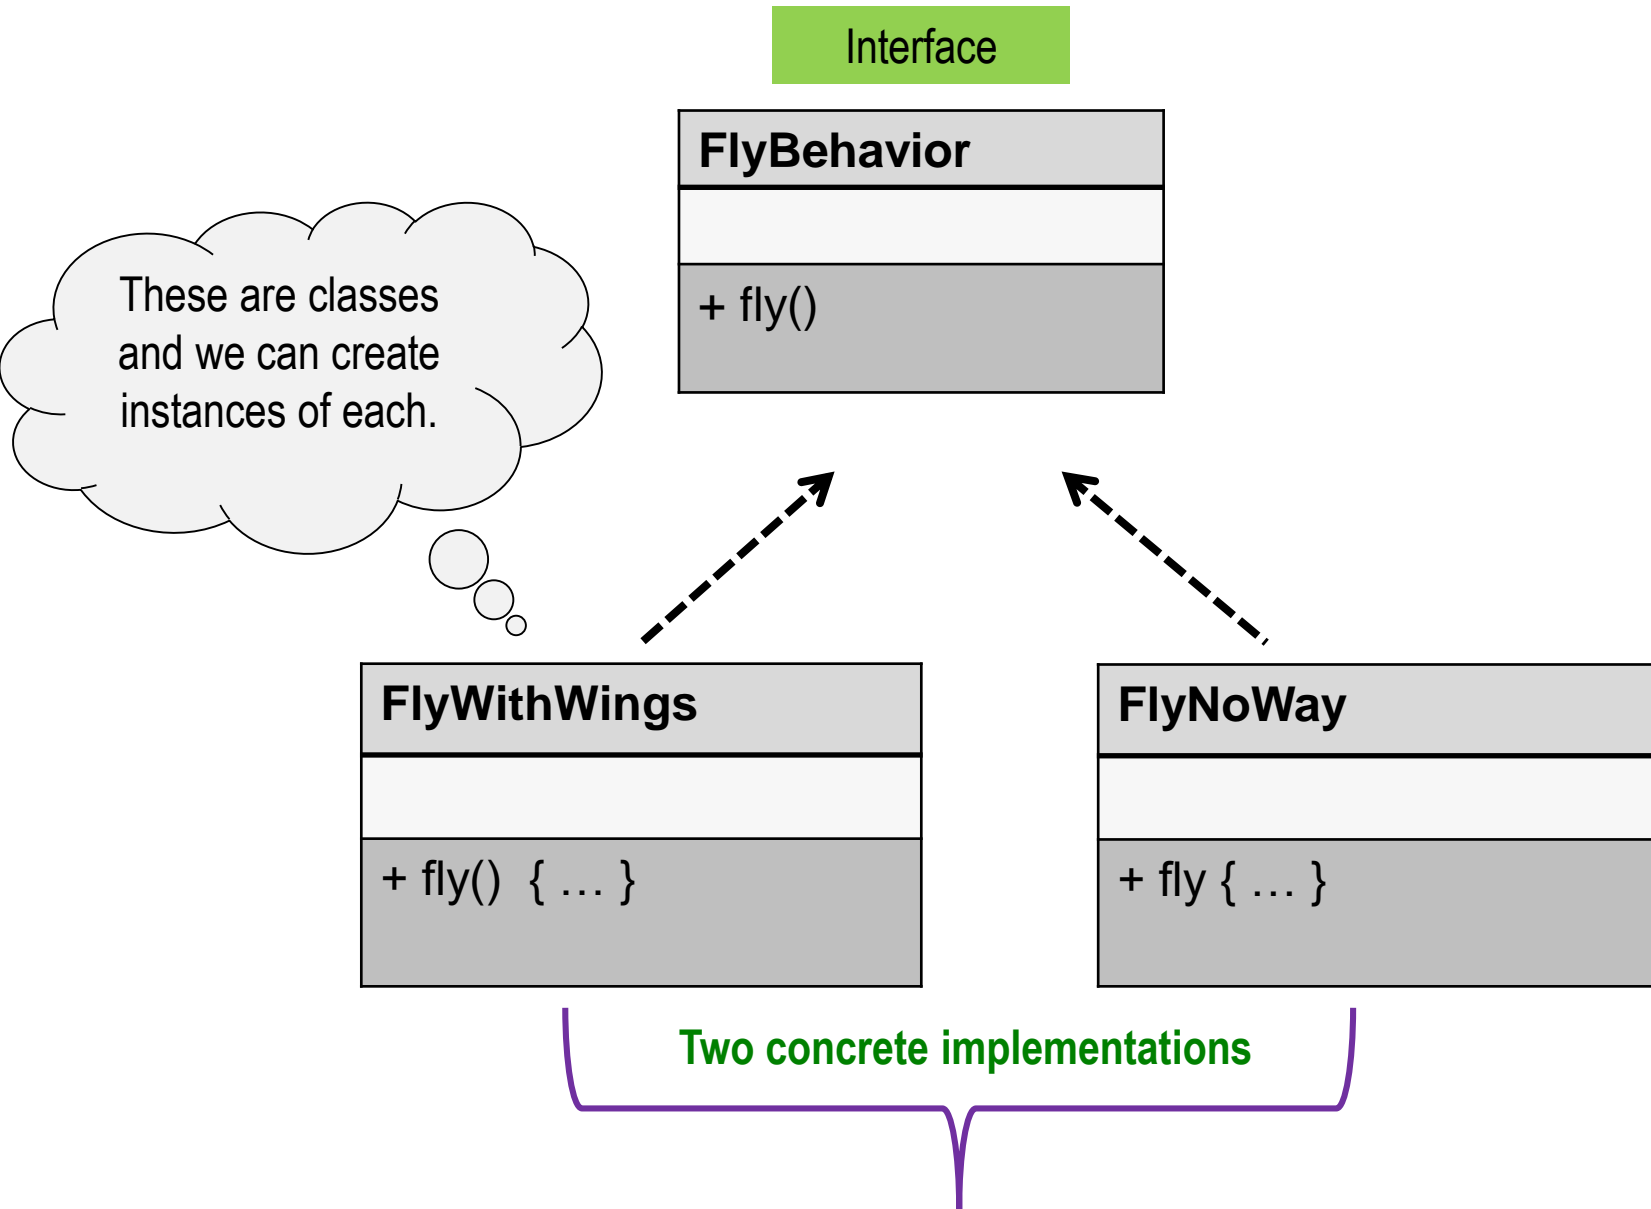 Interface
FlyBehavior
+ fly()
These are classes
and we can create
instances of each.
FlyWithWings
+ fly()  { … }
FlyNoWay
+ fly { … }
Two concrete implementations